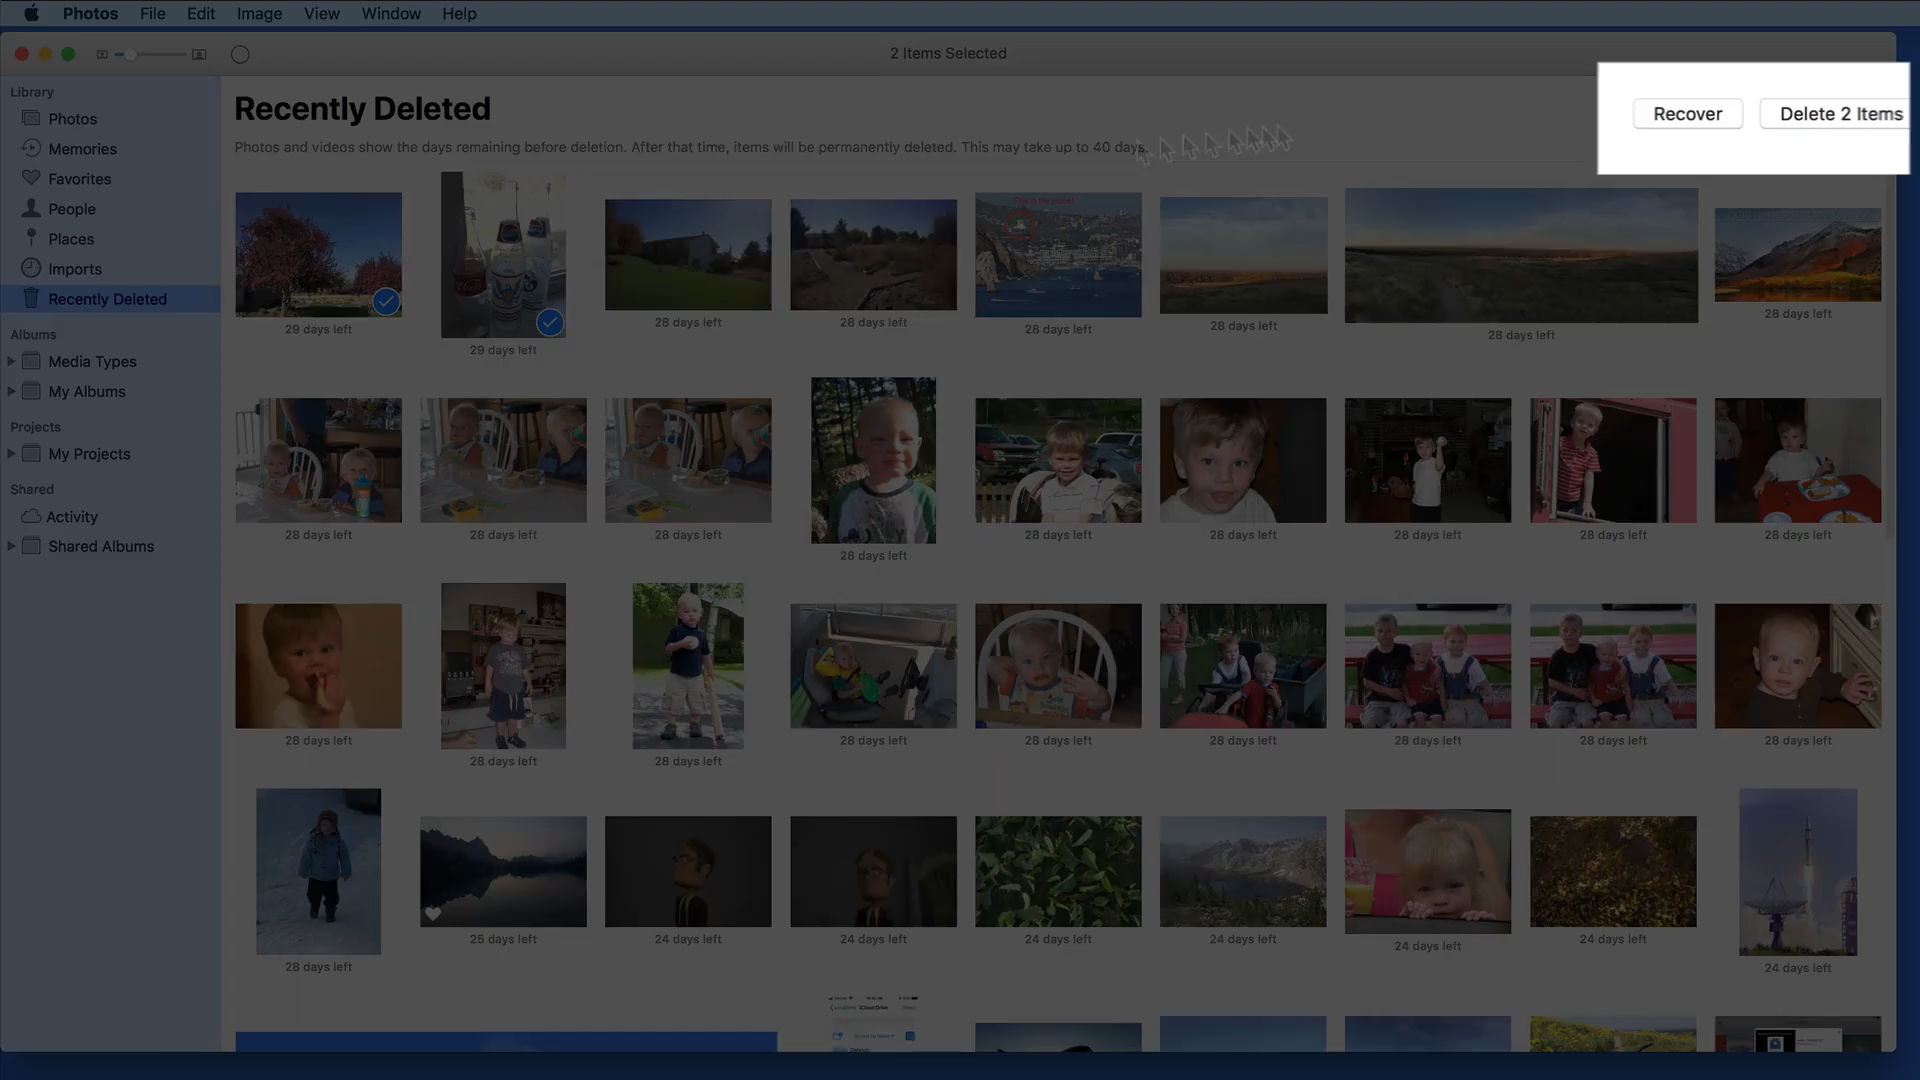 Photos File Edit Image View Window Help
2 Items Selected
Library
Photos
Memories
Favorites
People
Places
Imports
Recently Deleted
Albums
Media Types
My Albums
Projects
My Projects
Shared
Activity
Shared Albums
Recently Deleted
Recover Delete 2 Items
Photos and videos show the days remaining before deletion. After that time, items will be permanently deleted. This may take up to 40 days.
This is the place!
29 days left 29 days left 28 days left 28 days left 28 days left 28 days left 28 days left 28 days left
28 days left 28 days left 28 days left 28 days left 28 days left 28 days left 28 days left 28 days left 28 days left
28 days left 28 days left 28 days left 28 days left 28 days left 28 days left 28 days left 28 days left 28 days left
28 days left 25 days left 24 days left 24 days left 24 days left 24 days left 24 days left 24 days left 24 days left
iCloud Drive